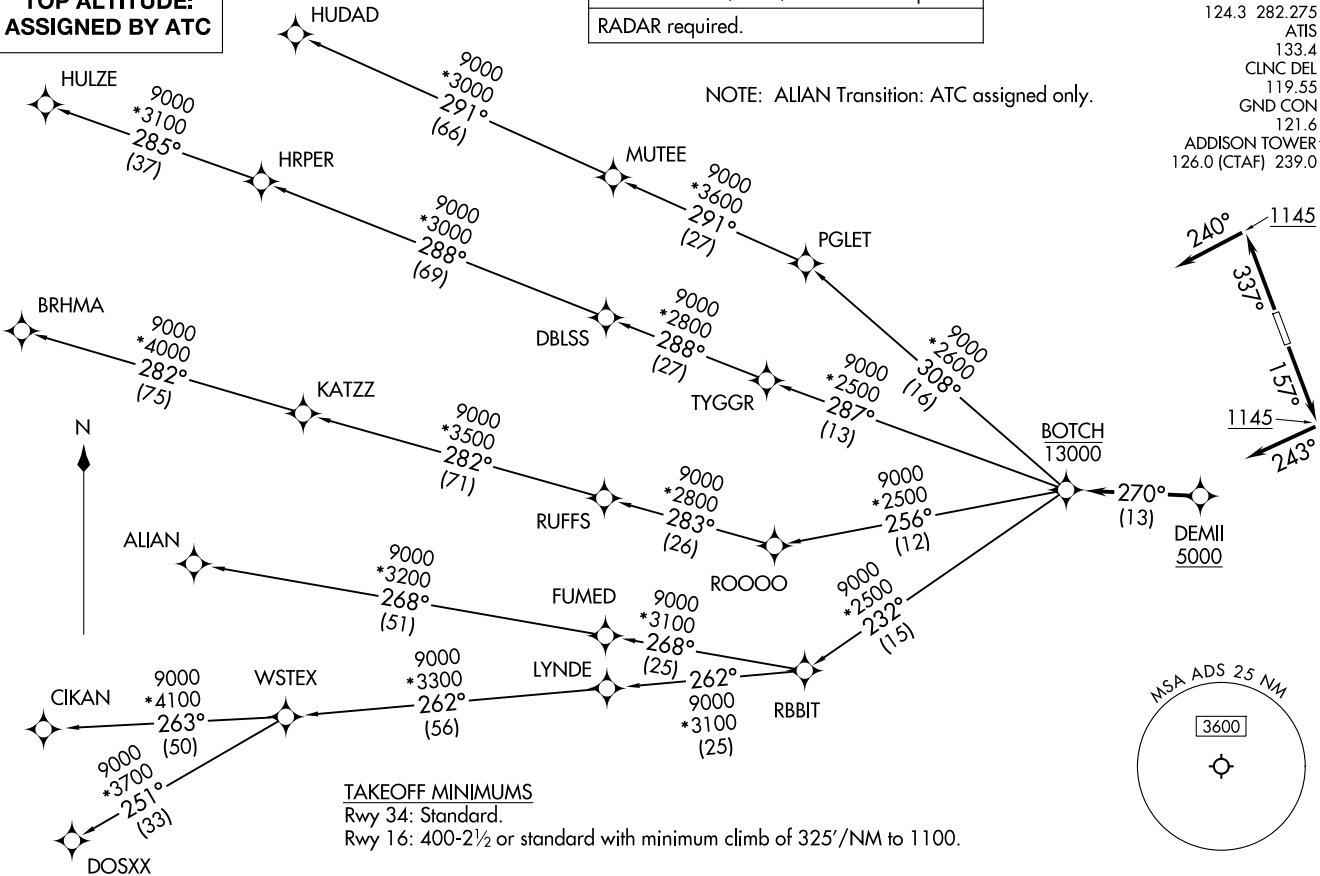 TOP ALTITUDE:
ASSIGNED BY ATC
RADAR required.
NOTE: ALIAN Transition: ATC assigned only.
124.3 282.275
ATIS
133.4
CLNC DEL
119.55
GND CON
121.6
ADDISON TOWER
126.0 (CTAF) 239.0
HUDAD
9000
*3000
291°
(66)
HULZE
9000
*3100
285°
(37)
HRPER
MUTEE
9000
*3600
291°
(27)
PGLET
9000
*3000
288°
(69)
1145
240°
337°
157°
1145
243°
BRHMA
9000
*4000
282°
(75)
DBLSS
9000
*2800
288°
(27)
TYGGR
9000
*2600
308°
(16)
9000
*2500
287°
(13)
KATZZ
9000
*3500
282°
(71)
N
BOTCH
13000
270°
(13)
DEMII
5000
RUFFS
9000
*2800
283°
(26)
ROOOO
9000
*2500
256°
(12)
ALIAN
9000
*3200
268°
(51)
FUMED
9000
*3100
268°
(25)
9000
*2500
232°
(15)
RBBIT
CIKAN
9000
*4100
263°
(50)
WSTEX
9000
*3300
262°
(56)
LYNDE
262°
9000
*3100
(25)
9000
*3700
251°
(33)
DOSXX
MSA ADS 25 NM
3600
TAKEOFF MINIMUMS
Rwy 34: Standard.
Rwy 16: 400-2½ or standard with minimum climb of 325'/NM to 1100.